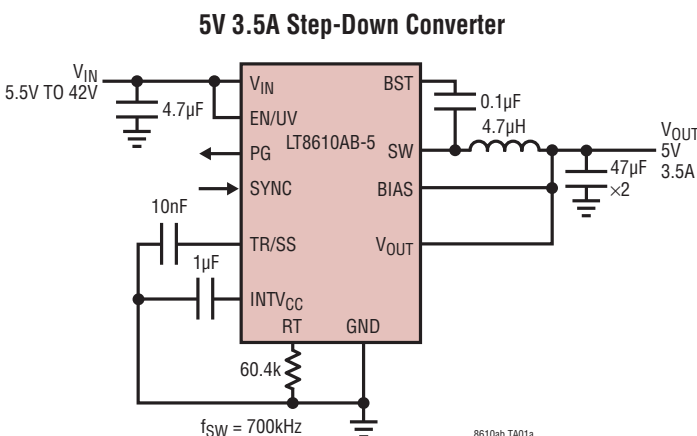 5V 3.5A Step-Down Converter
VIN
5.5V TO 42V
4.7µF
VIN
EN/UV
PG
SYNC
TR/SS
INTVCC
RT
GND
LT8610AB-5
BST
SW
BIAS
VOUT
0.1µF
4.7µH
VOUT
5V
3.5A
47µF
×2
10nF
1µF
60.4k
fSW = 700kHz
8610ab TA01a